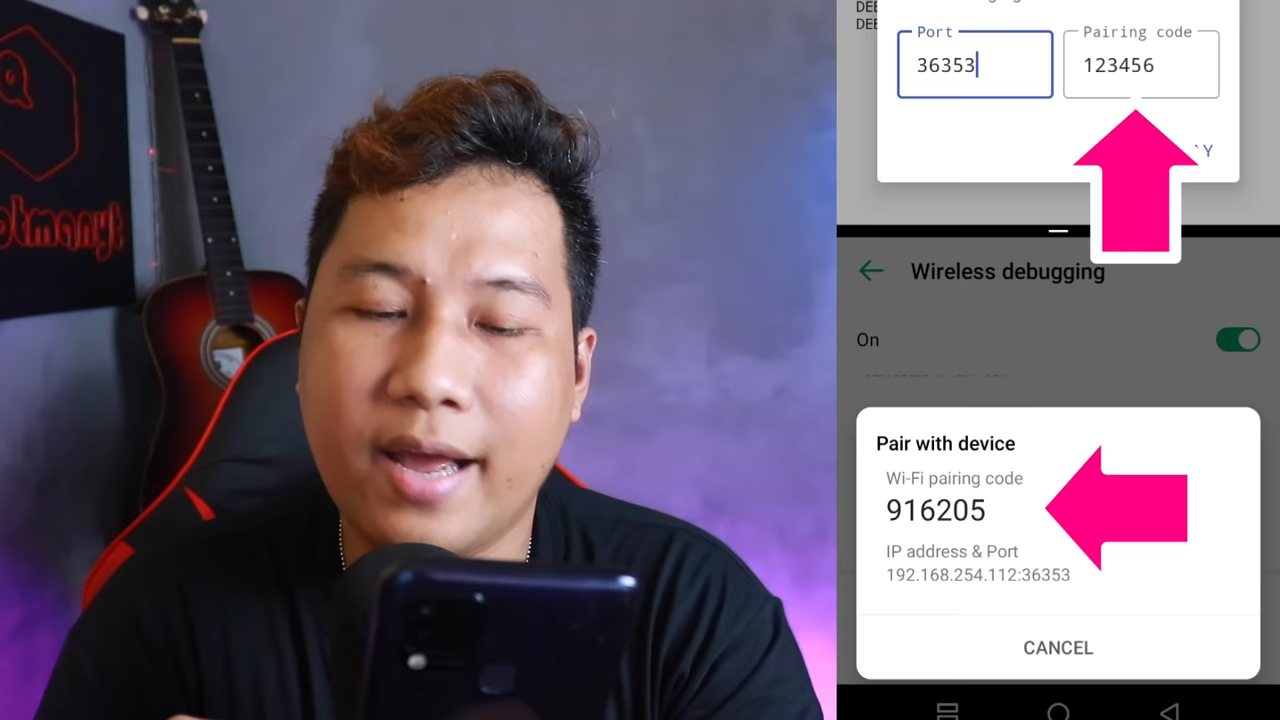 Port
Pairing code
36353
123456
Wireless debugging
On
Pair with device
Wi-Fi pairing code
916205
IP address & Port
192.168.254.112:36353
CANCEL